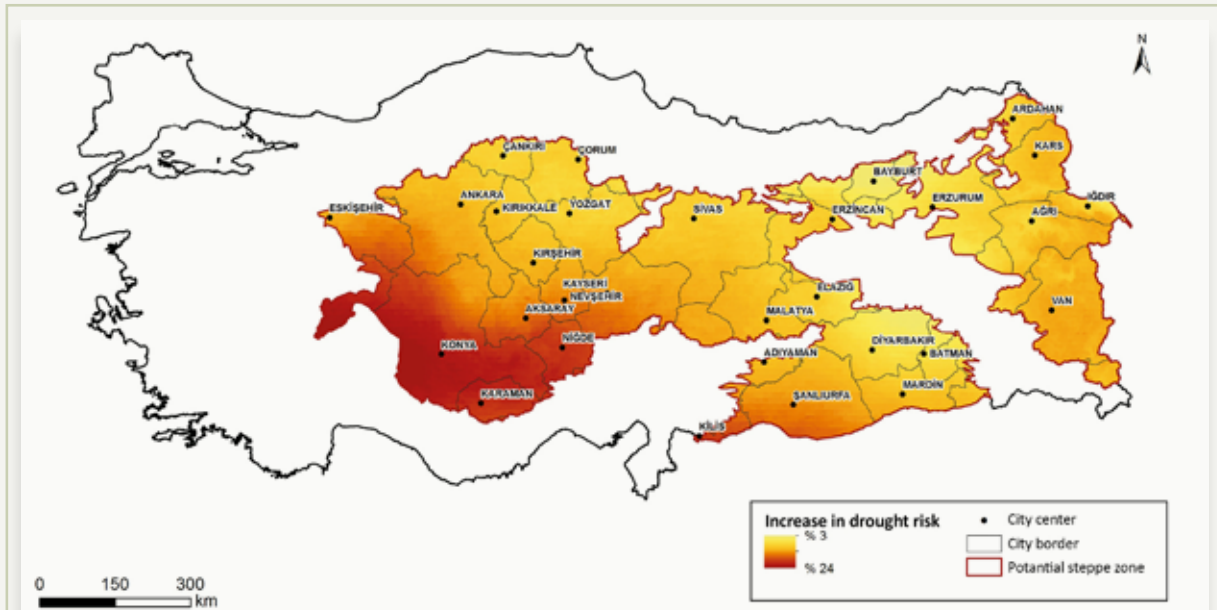 N
ARDAHAN
KARS
ÇANKIRI
ÇORUM
BAYBURT
ANKARA
KIRIKKALE
YOZGAT
ESKİŞEHİR
SİVAS
ERZİNCAN
ERZURUM
IĞDIR
AĞRI
KIRŞEHİR
KAYSERİ
NEVŞEHİR
ELAZIĞ
AKSARAY
MALATYA
VAN
KONYA
NİĞDE
DİYARBAKIR
BATMAN
ADIYAMAN
KARAMAN
ŞANLIURFA
MARDİN
KİLİS
Increase in drought risk
% 3
% 24
City center
City border
Potantial steppe zone
0 150 300
km